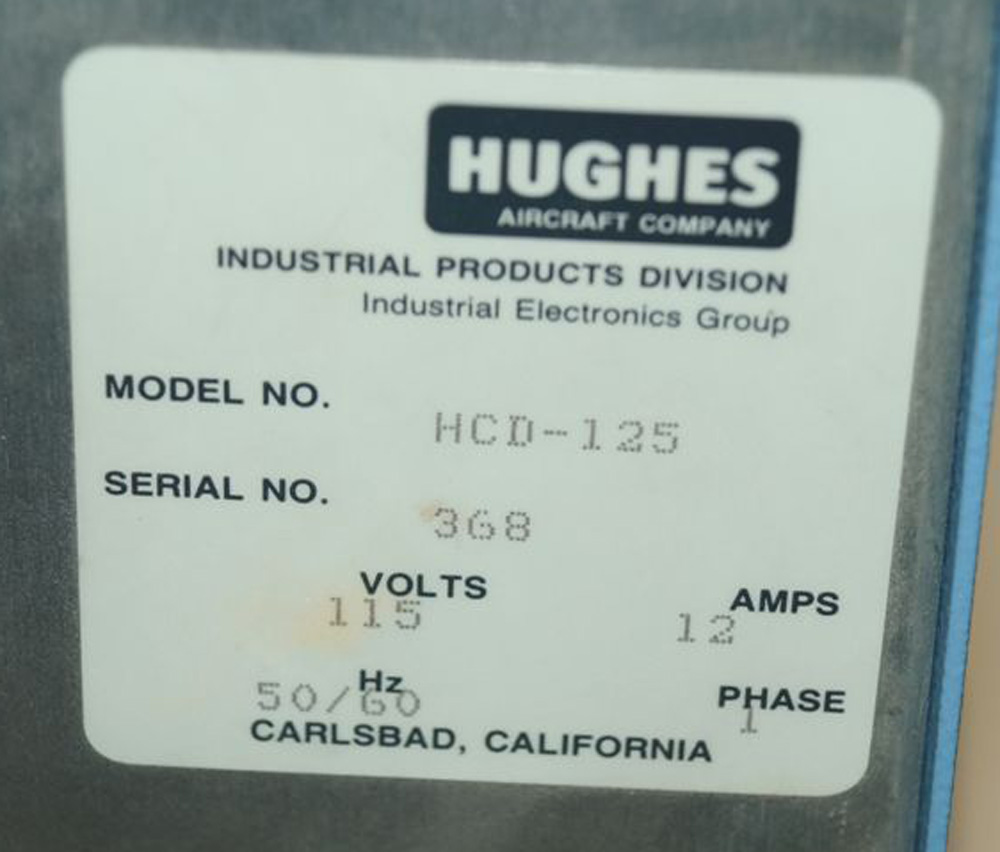 HUGHES
AIRCRAFT COMPANY
INDUSTRIAL PRODUCTS DIVISION
Industrial Electronics Group
MODEL NO.
HCD-125
SERIAL NO.
368
VOLTS AMPS
115 12
Hz PHASE
50/60 1
CARLSBAD, CALIFORNIA